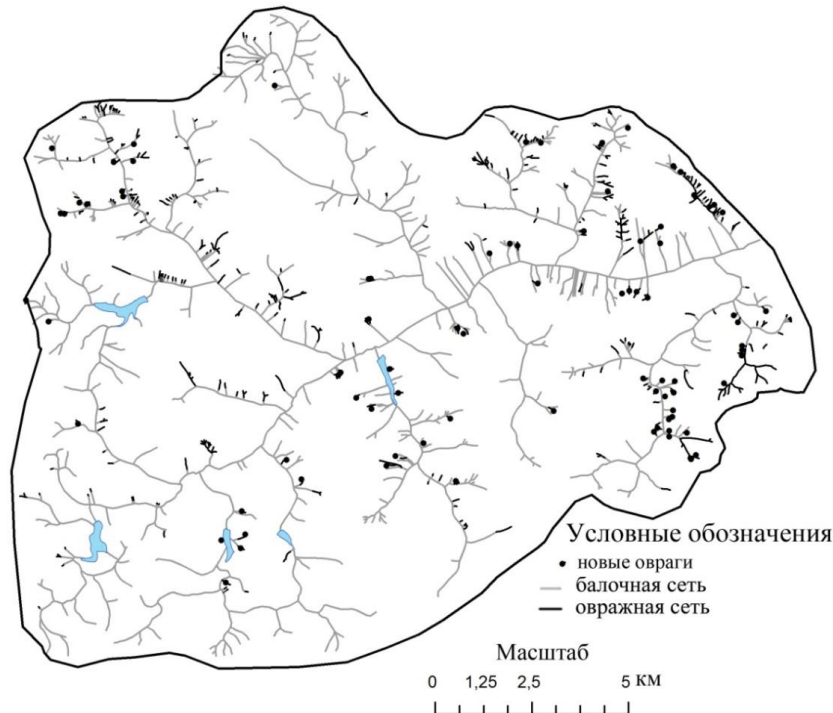 Условные обозначения
новые овраги
балочная сеть
овражная сеть
Масштаб
0 1,25 2,5 5 км